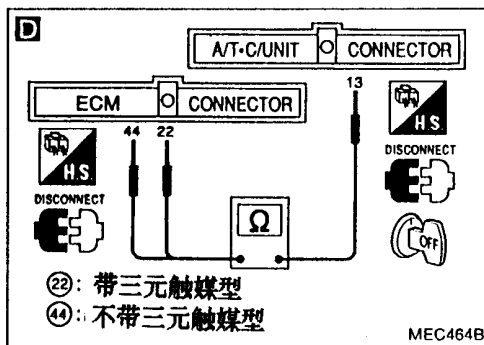 D
A/T·C/UNIT CONNECTOR
ECM CONNECTOR
13
44 22
H.S.
DISCONNECT
H.S.
DISCONNECT
Ω
OFF
㉒: 带三元触媒型
㊹: 不带三元触媒型
MEC464B